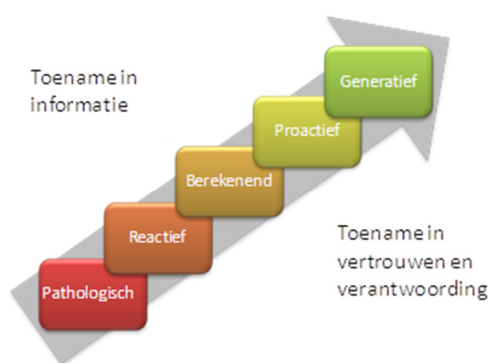 Toename in
informatie
Generatief
Proactief
Berekenend
Reactief
Pathologisch
Toename in
vertrouwen en
verantwoording